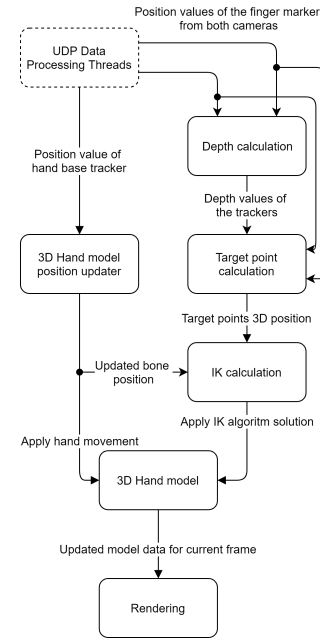 Position values of the finger marker
from both cameras
UDP Data
Processing Threads
Depth calculation
Position value of
hand base tracker
Depth values of
the trackers
3D Hand model
position updater
Target point
calculation
Target points 3D position
Updated bone
position
IK calculation
Apply IK algoritm solution
Apply hand movement
3D Hand model
Updated model data for current frame
Rendering